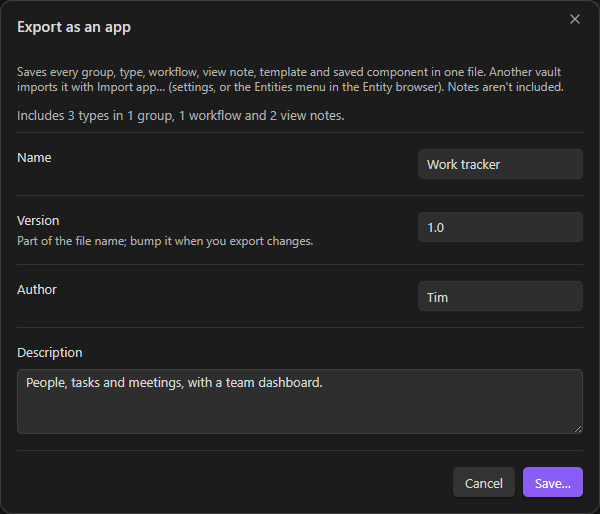 Export as an app
Saves every group, type, workflow, view note, template and saved component in one file. Another vault
imports it with Import app... (settings, or the Entities menu in the Entity browser). Notes aren't included.
Includes 3 types in 1 group, 1 workflow and 2 view notes.
Name
Work tracker
Version
Part of the file name; bump it when you export changes.
1.0
Author
Tim
Description
People, tasks and meetings, with a team dashboard.
Cancel
Save...